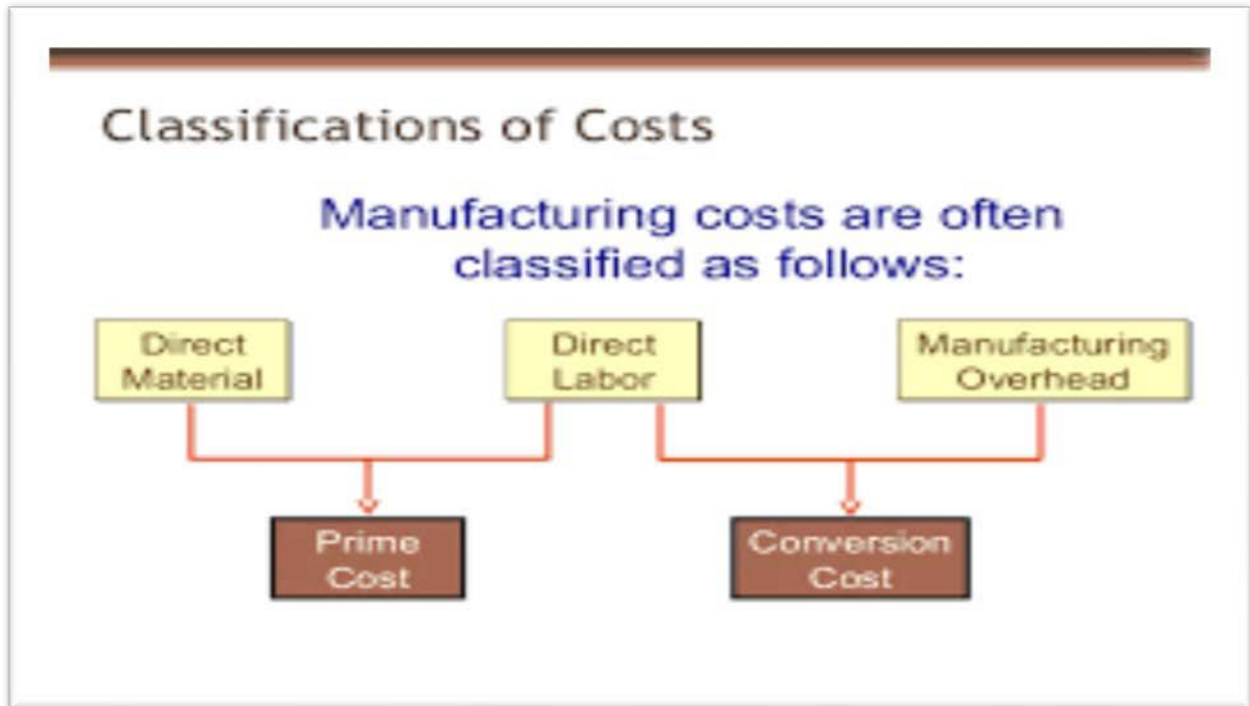 Classifications of Costs
Manufacturing costs are often
classified as follows:
Direct
Material
Direct
Labor
Manufacturing
Overhead
Prime
Cost
Conversion
Cost